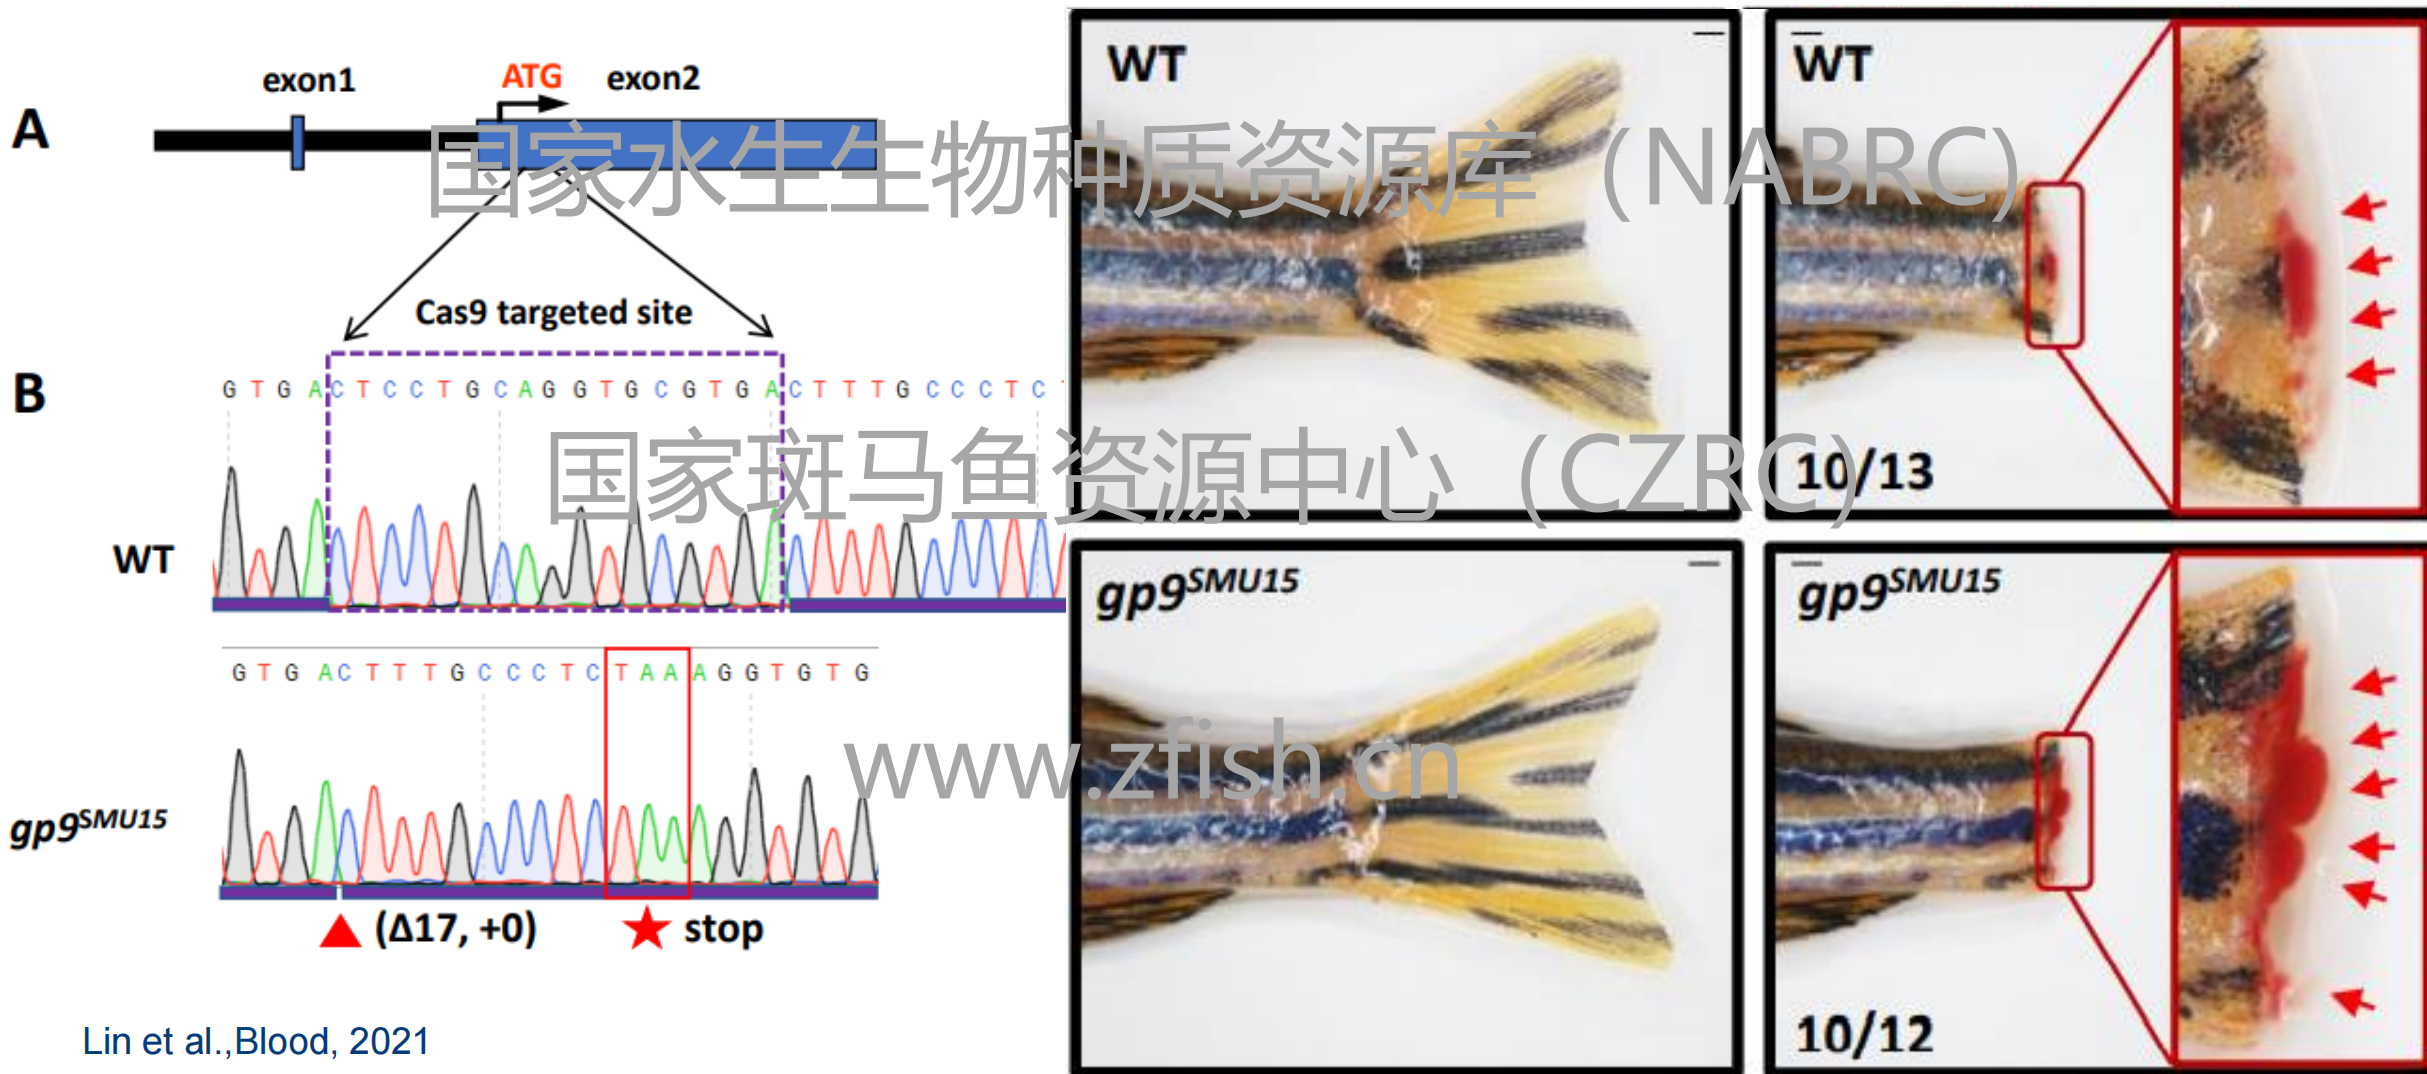 A
exon1
ATG
exon2
Cas9 targeted site
B
GTGACTCCTGCAGGTGCGTGACTTTGCCCTC
WT
GTGACTTTGCCCTCTAAAGGTGTG
gp9SMU15
(Δ17, +0)
stop
Lin et al.,Blood, 2021
WT
WT
10/13
gp9SMU15
gp9SMU15
10/12
国家水生生物种质资源库（NABRC）
国家斑马鱼资源中心（CZRC）
www.zfish.cn